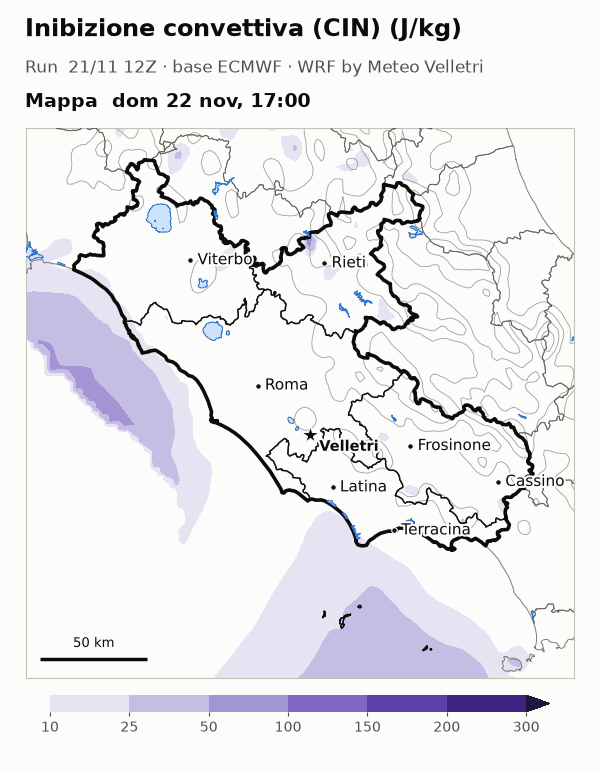 Inibizione convettiva (CIN) (J/kg)
Run 21/11 12Z · base ECMWF · WRF by Meteo Velletri
Mappa dom 22 nov, 17:00
Viterbo
Rieti
Roma
Velletri
Frosinone
Cassino
Latina
Terracina
50 km
10 25 50 100 150 200 300